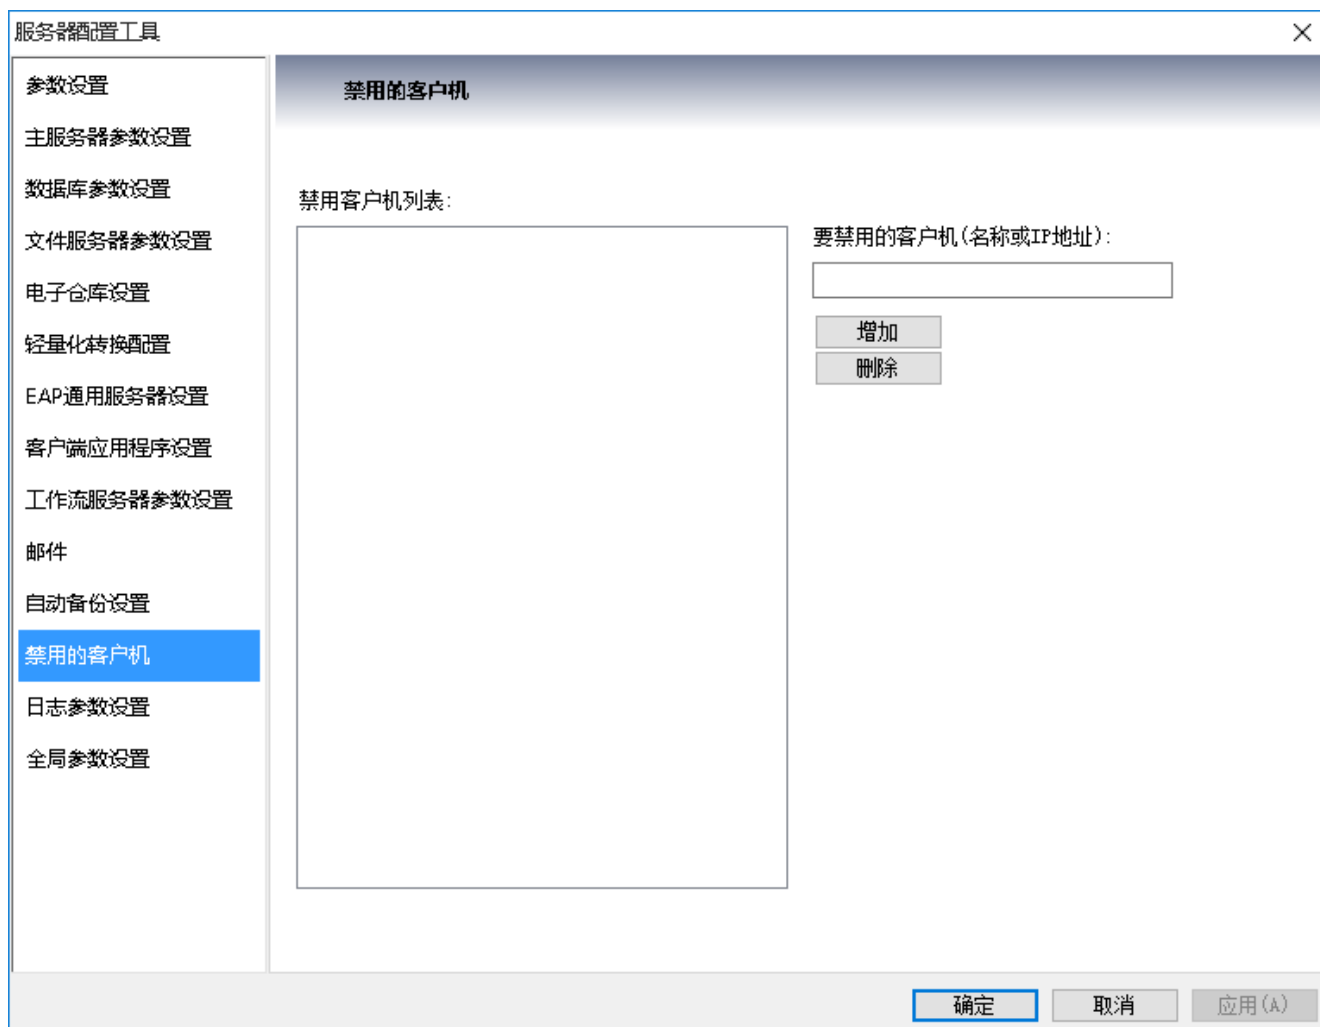 服务器配置工具
参数设置
主服务器参数设置
数据库参数设置
文件服务器参数设置
电子仓库设置
轻量化转换配置
EAP通用服务器设置
客户端应用程序设置
工作流服务器参数设置
邮件
自动备份设置
禁用的客户机
日志参数设置
全局参数设置
禁用的客户机
禁用客户机列表:
要禁用的客户机(名称或IP地址):
增加
删除
确定
取消
应用(A)